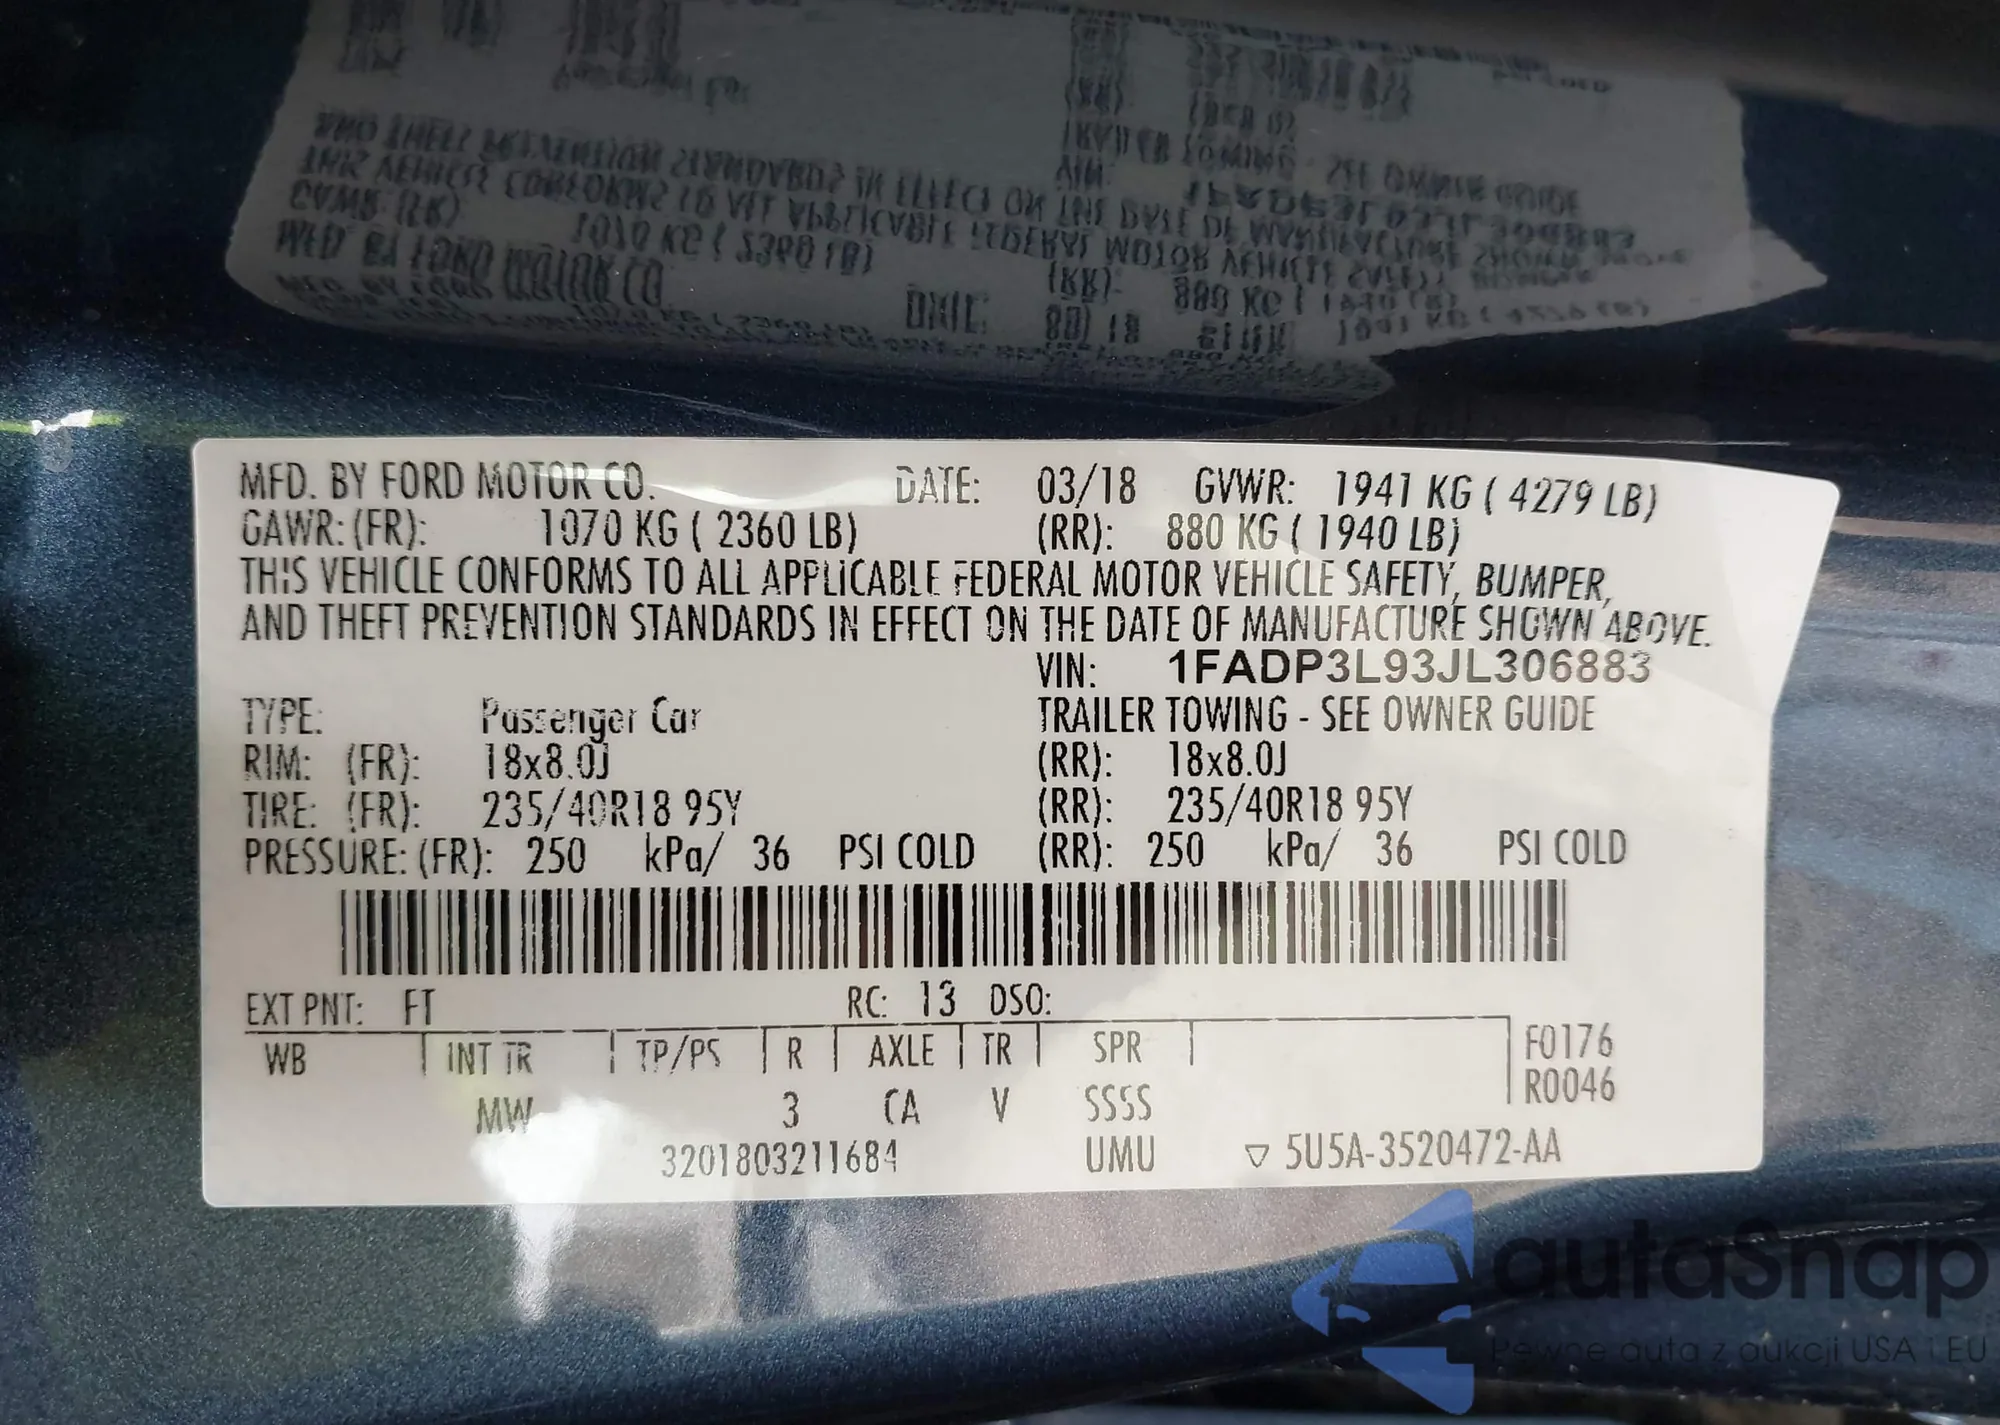 MFD. BY FORD MOTOR CO. DATE: 03/18 GVWR: 1941 KG ( 4279 LB)
GAWR: (FR): 1070 KG ( 2360 LB) (RR): 880 KG ( 1940 LB)
THIS VEHICLE CONFORMS TO ALL APPLICABLE FEDERAL MOTOR VEHICLE SAFETY, BUMPER,
AND THEFT PREVENTION STANDARDS IN EFFECT ON THE DATE OF MANUFACTURE SHOWN ABOVE.
VIN: 1FADP3L93JL306883
TYPE: Passenger Car TRAILER TOWING - SEE OWNER GUIDE
RIM: (FR): 18x8.0J (RR): 18x8.0J
TIRE: (FR): 235/40R18 95Y (RR): 235/40R18 95Y
PRESSURE: (FR): 250 kPa/ 36 PSI COLD (RR): 250 kPa/ 36 PSI COLD
EXT PNT: FT RC: 13 DSO:
WB INT TR TP/PS R AXLE TR SPR F0176
R0046
MW 3 CA V SSSS
3201803211684 UMU ▽ 5U5A-3520472-AA
autaSnap
Pewne auta z aukcji USA i EU